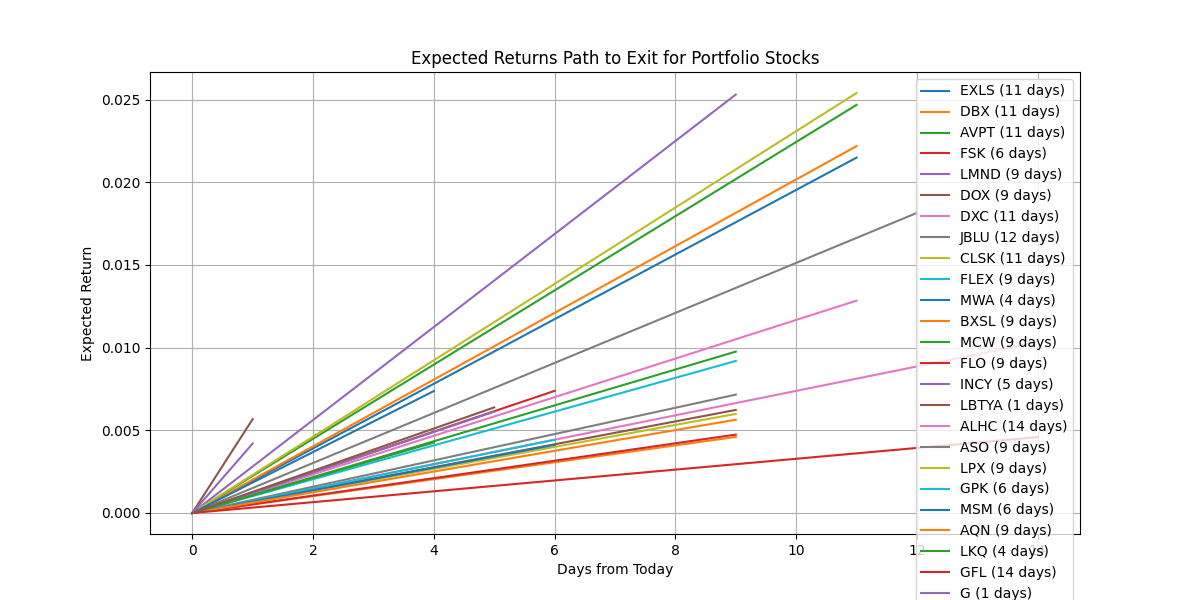 Expected Returns Path to Exit for Portfolio Stocks
Expected Return
0.025
0.020
0.015
0.010
0.005
0.000
0
2
4
6
8
10
12
14
Days from Today
EXLS (11 days)
DBX (11 days)
AVPT (11 days)
FSK (6 days)
LMND (9 days)
DOX (9 days)
DXC (11 days)
JBLU (12 days)
CLSK (11 days)
FLEX (9 days)
MWA (4 days)
BXSL (9 days)
MCW (9 days)
FLO (9 days)
INCY (5 days)
LBTYA (1 days)
ALHC (14 days)
ASO (9 days)
LPX (9 days)
GPK (6 days)
MSM (6 days)
AQN (9 days)
LKQ (4 days)
GFL (14 days)
G (1 days)